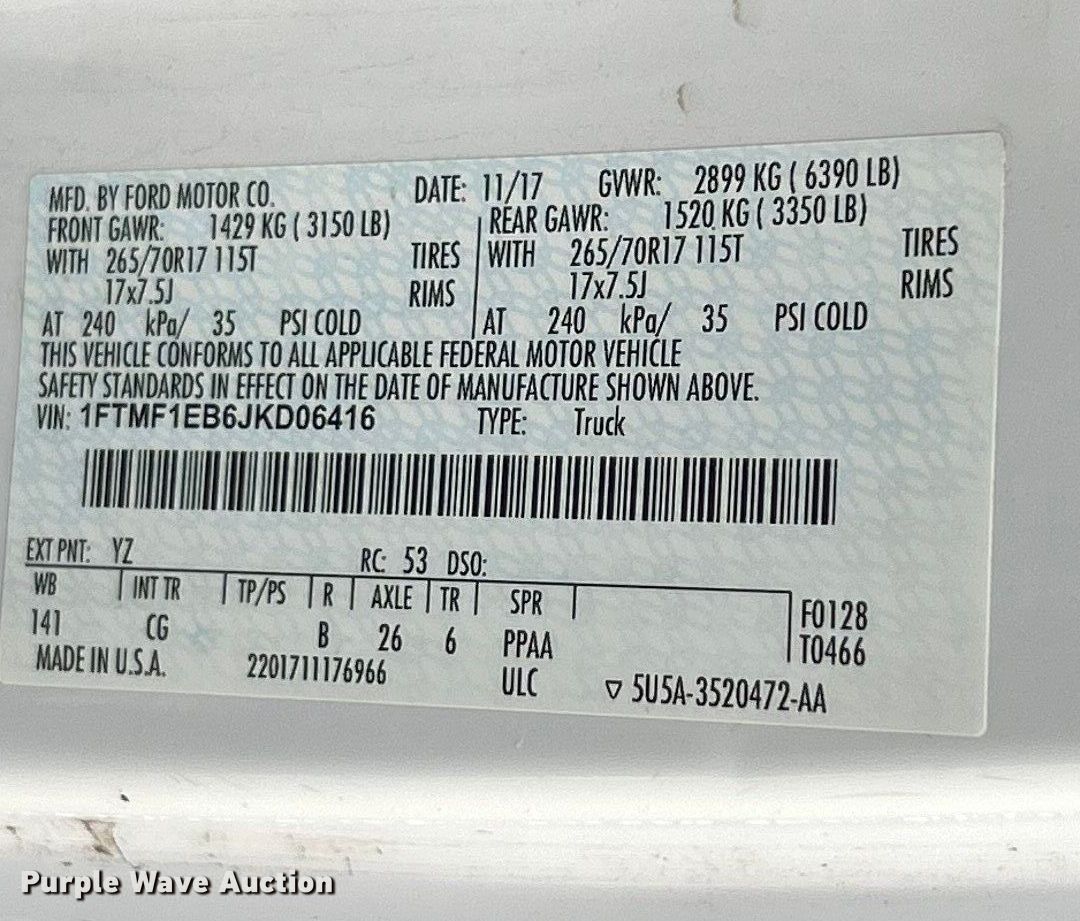 MFD. BY FORD MOTOR CO. DATE: 11/17 GVWR: 2899 KG ( 6390 LB)
FRONT GAWR: 1429 KG ( 3150 LB) REAR GAWR: 1520 KG ( 3350 LB)
WITH 265/70R17 115T TIRES WITH 265/70R17 115T TIRES
17x7.5J RIMS 17x7.5J RIMS
AT 240 kPa/ 35 PSI COLD AT 240 kPa/ 35 PSI COLD
THIS VEHICLE CONFORMS TO ALL APPLICABLE FEDERAL MOTOR VEHICLE
SAFETY STANDARDS IN EFFECT ON THE DATE OF MANUFACTURE SHOWN ABOVE.
VIN: 1FTMF1EB6JKD06416 TYPE: Truck
EXT PNT: YZ RC: 53 DSO:
WB INT TR TP/PS R AXLE TR SPR F0128
141 CG B 26 6 PPAA T0466
MADE IN U.S.A. 2201711176966 ULC ▽ 5U5A-3520472-AA
Purple Wave Auction